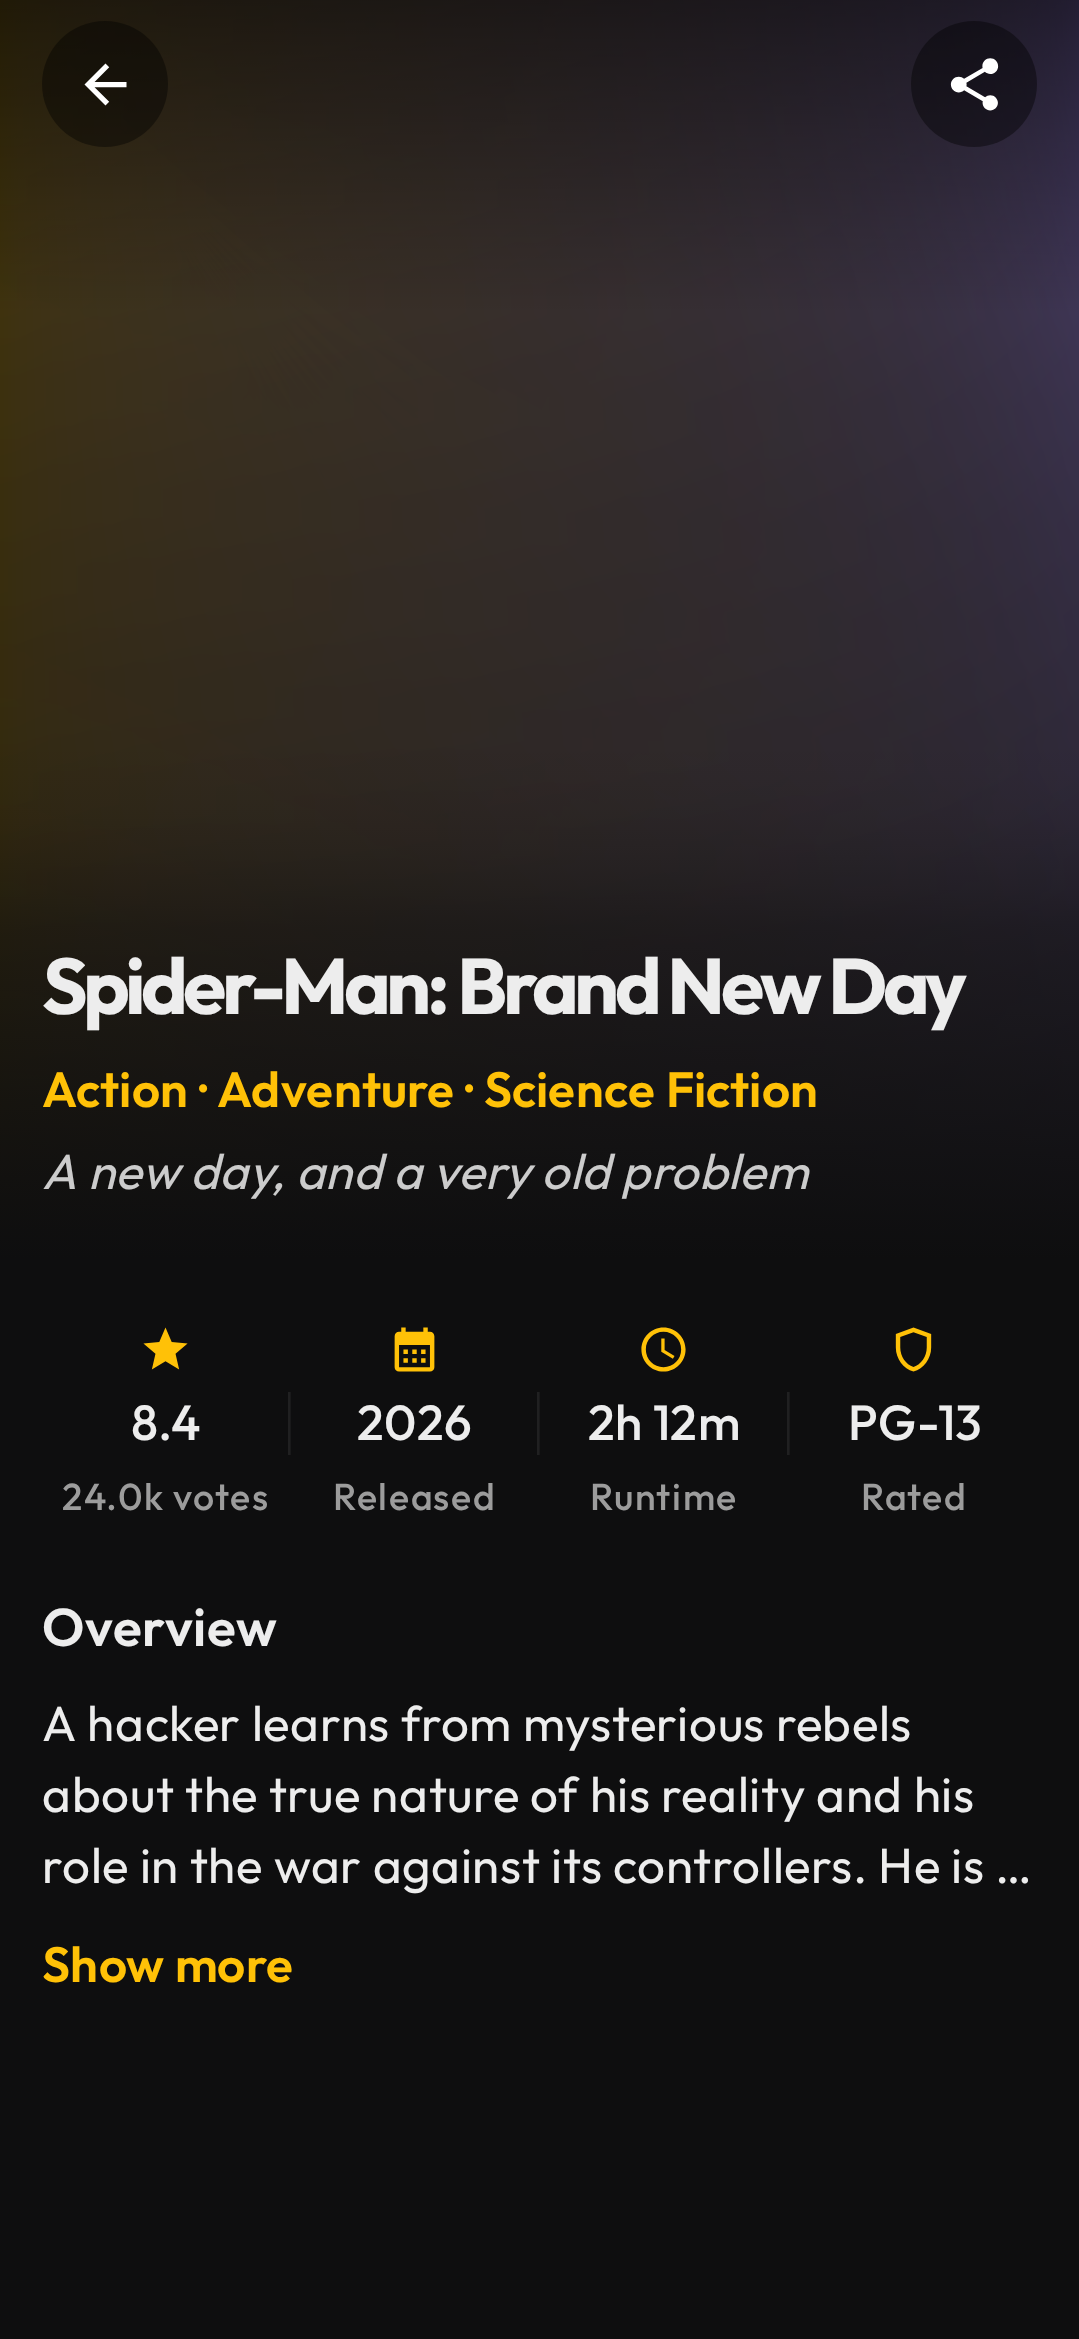 Spider-Man: Brand New Day
Action · Adventure · Science Fiction
A new day, and a very old problem
8.4
24.0k votes
2026
Released
2h 12m
Runtime
PG-13
Rated
Overview
A hacker learns from mysterious rebels
about the true nature of his reality and his
role in the war against its controllers. He is ...
Show more